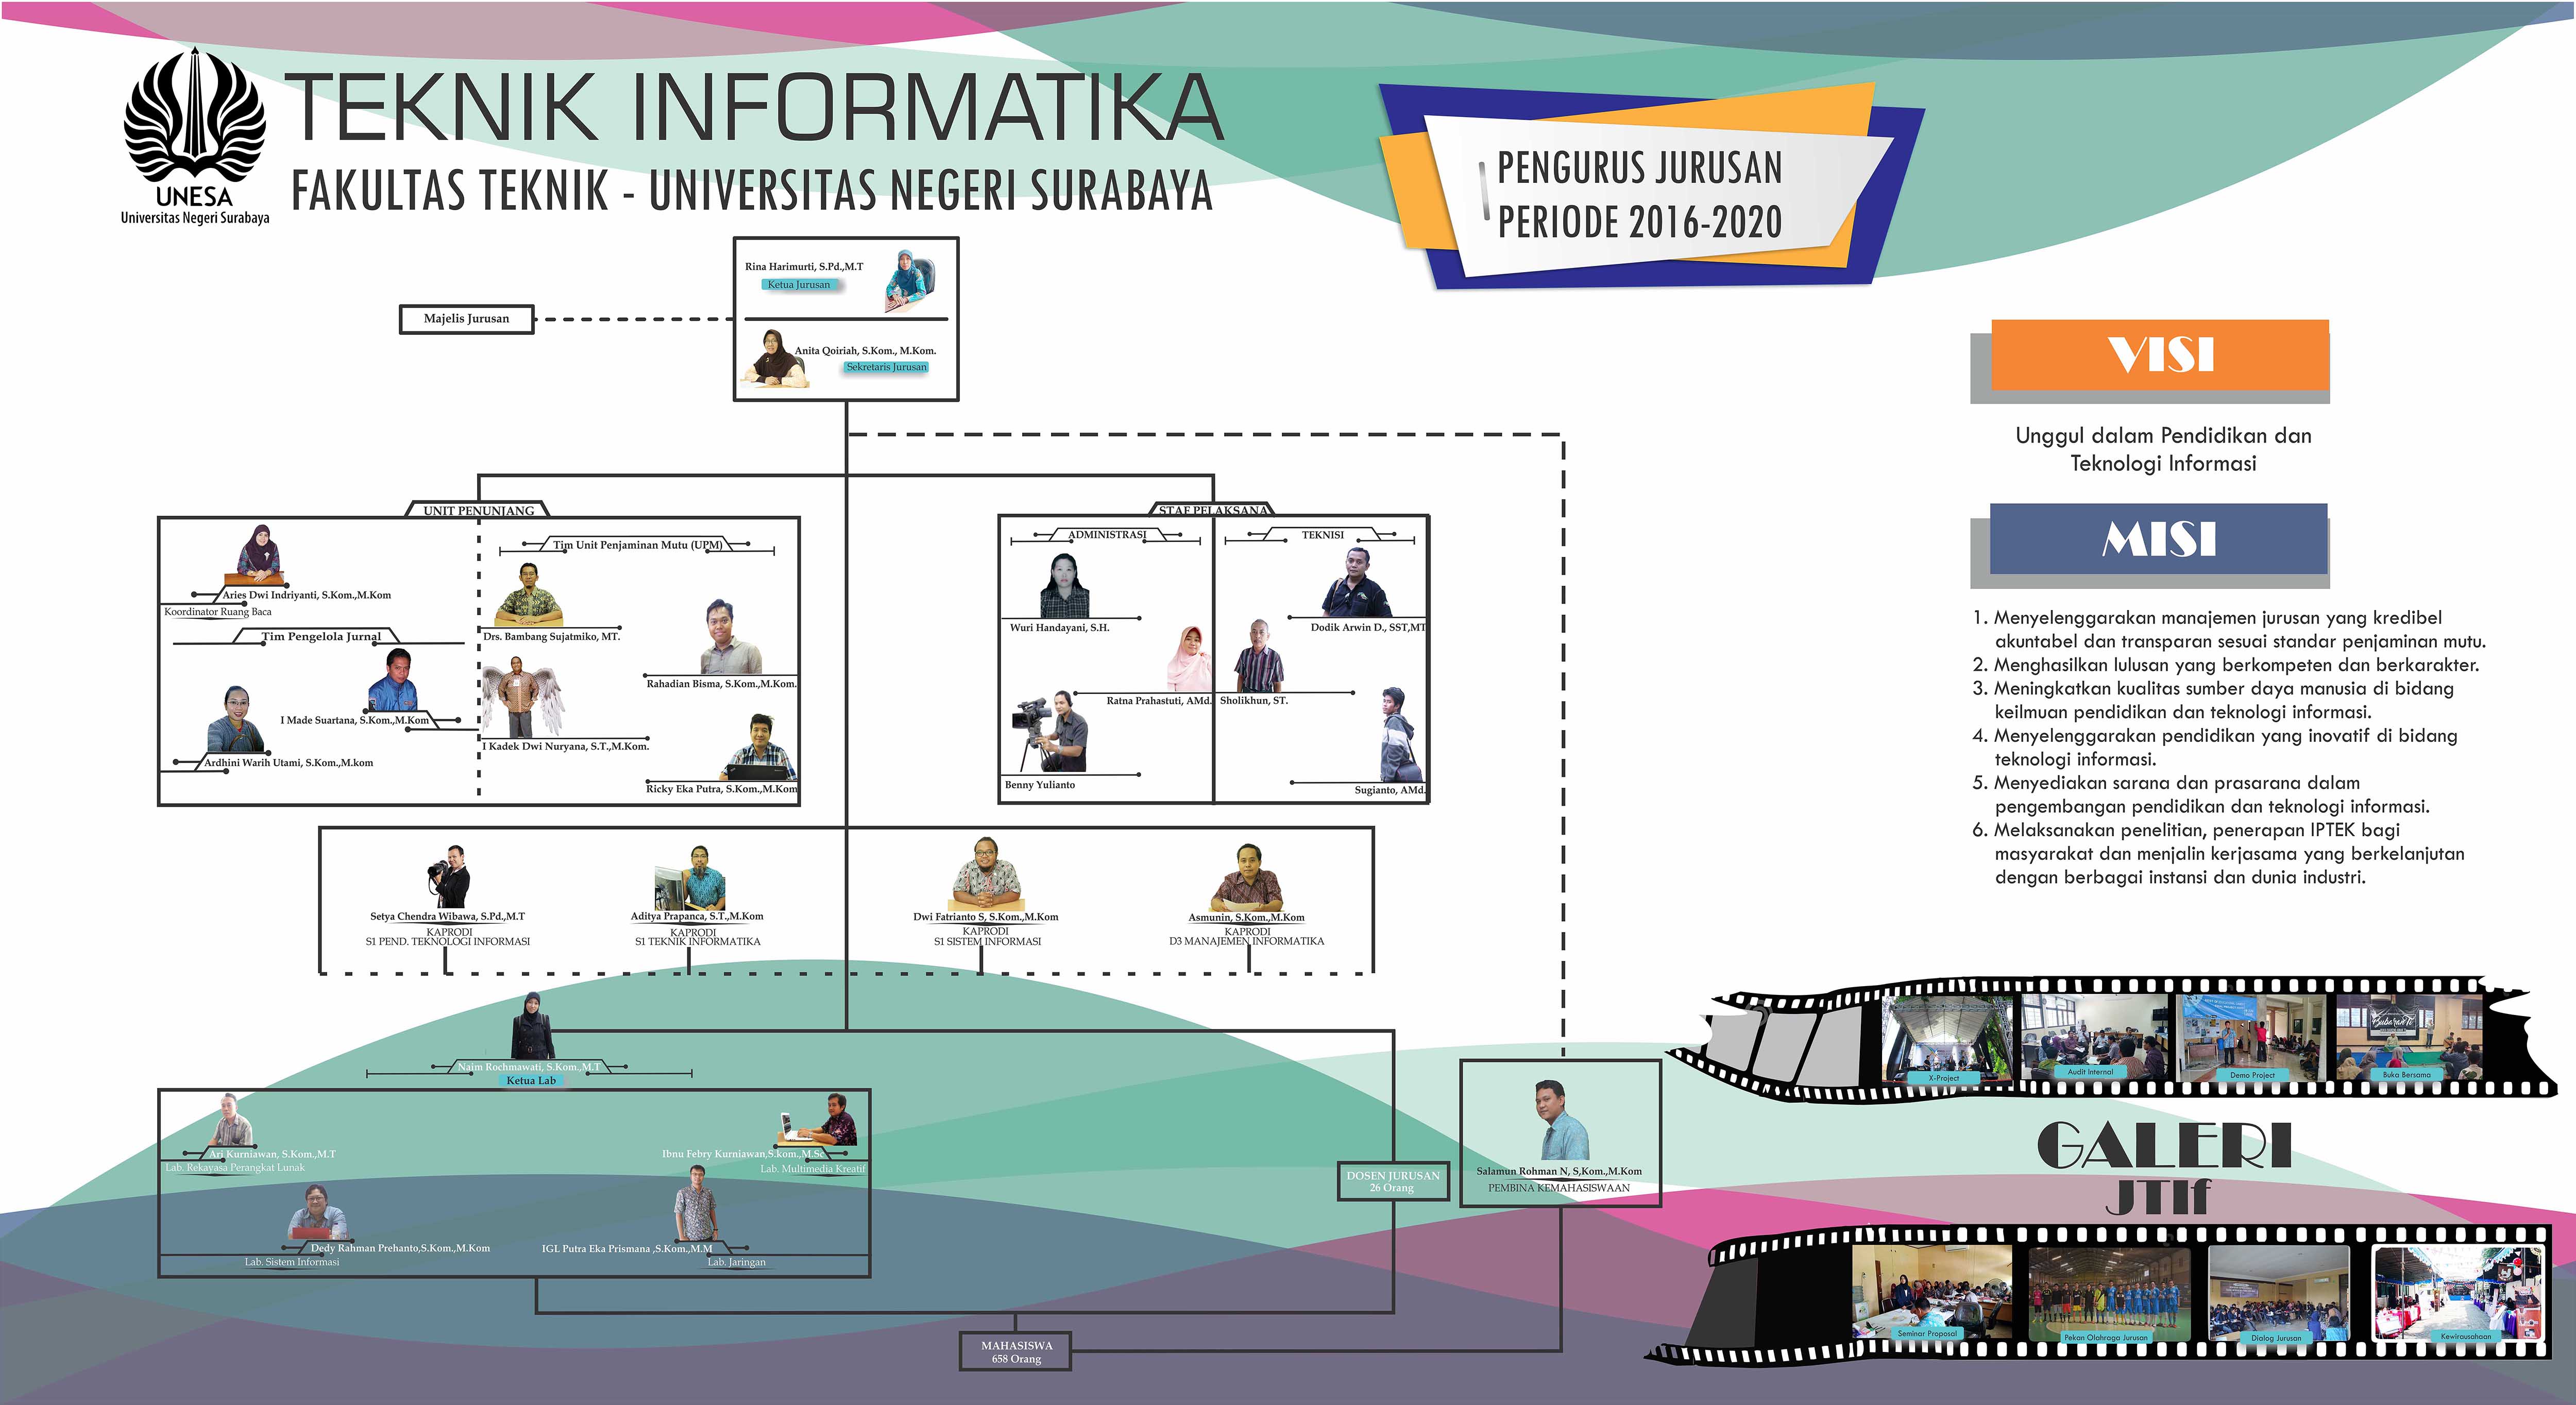 TEKNIK INFORMATIKA
FAKULTAS TEKNIK - UNIVERSITAS NEGERI SURABAYA
UNESA
Universitas Negeri Surabaya
PENGURUS JURUSAN
PERIODE 2016-2020
Rina Harimurti, S.Pd.,M.T
Ketua Jurusan
Majelis Jurusan
Anita Qoiriah, S.Kom., M.Kom.
Sekretaris Jurusan
UNIT PENUNJANG
Aries Dwi Indriyanti, S.Kom.,M.Kom
Koordinator Ruang Baca
Tim Pengelola Jurnal
I Made Suartana, S.Kom.,M.Kom
Ardhini Warih Utami, S.Kom.,M.kom
Tim Unit Penjaminan Mutu (UPM)
Drs. Bambang Sujatmiko, MT.
Rahadian Bisma, S.Kom.,M.Kom.
I Kadek Dwi Nuryana, S.T.,M.Kom.
Ricky Eka Putra, S.Kom.,M.Kom
STAF PELAKSANA
ADMINISTRASI
Wuri Handayani, S.H.
Ratna Prahastuti, AMd.
Benny Yulianto
TEKNISI
Dodik Arwin D., SST,MT
Sholikhun, ST.
Sugianto, AMd.
Setya Chendra Wibawa, S.Pd.,M.T
KAPRODI
S1 PEND. TEKNOLOGI INFORMASI
Aditya Prapanca, S.T.,M.Kom
KAPRODI
S1 TEKNIK INFORMATIKA
Dwi Fatrianto S, S.Kom.,M.Kom
KAPRODI
S1 SISTEM INFORMASI
Asmunin, S.Kom.,M.Kom
KAPRODI
D3 MANAJEMEN INFORMATIKA
Naim Rochmawati, S.Kom.,M.T
Ketua Lab
Ari Kurniawan, S.Kom.,M.T
Lab. Rekayasa Perangkat Lunak
Ibnu Febry Kurniawan,S.kom.,M.Sc
Lab. Multimedia Kreatif
Dedy Rahman Prehanto,S.Kom.,M.Kom
Lab. Sistem Informasi
IGL Putra Eka Prismana ,S.Kom.,M.M
Lab. Jaringan
DOSEN JURUSAN
26 Orang
Salamun Rohman N, S,Kom.,M.Kom
PEMBINA KEMAHASISWAAN
MAHASISWA
658 Orang
VISI
Unggul dalam Pendidikan dan
Teknologi Informasi
MISI
1. Menyelenggarakan manajemen jurusan yang kredibel
akuntabel dan transparan sesuai standar penjaminan mutu.
2. Menghasilkan lulusan yang berkompeten dan berkarakter.
3. Meningkatkan kualitas sumber daya manusia di bidang
keilmuan pendidikan dan teknologi informasi.
4. Menyelenggarakan pendidikan yang inovatif di bidang
teknologi informasi.
5. Menyediakan sarana dan prasarana dalam
pengembangan pendidikan dan teknologi informasi.
6. Melaksanakan penelitian, penerapan IPTEK bagi
masyarakat dan menjalin kerjasama yang berkelanjutan
dengan berbagai instansi dan dunia industri.
X-Project
Audit Internal
Demo Project
Buka Bersama
GALERI
JTIf
Seminar Proposal
Pekan Olahraga Jurusan
Dialog Jurusan
Kewirausahaan